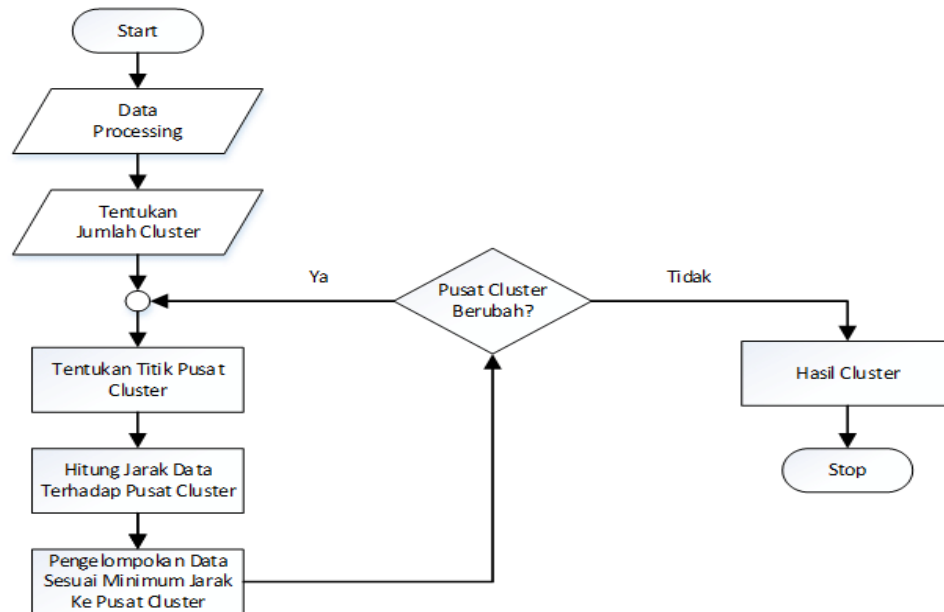 Start
Data
Processing
Tentukan
Jumlah Cluster
Ya
Pusat Cluster
Berubah?
Tidak
Tentukan Titik Pusat
Cluster
Hasil Cluster
Hitung Jarak Data
Terhadap Pusat Cluster
Stop
Pengelompokan Data
Sesuai Minimum Jarak
Ke Pusat Cluster